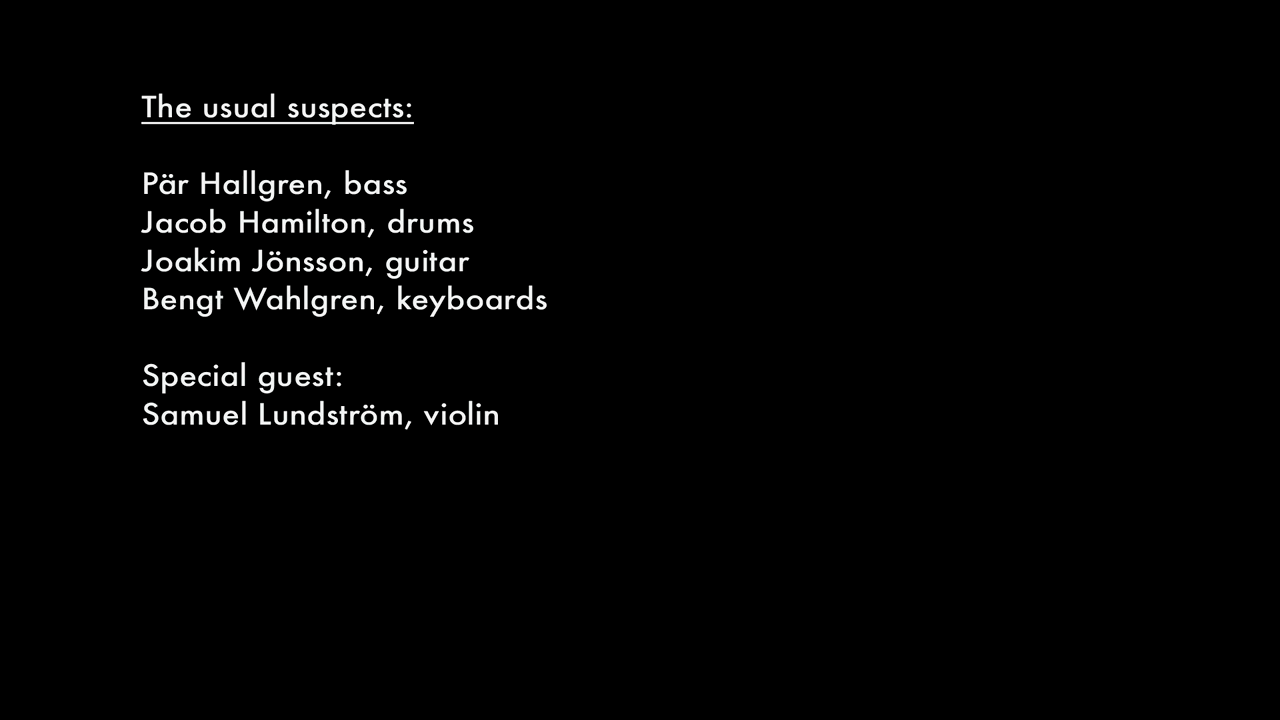 The usual suspects:
Pär Hallgren, bass
Jacob Hamilton, drums
Joakim Jönsson, guitar
Bengt Wahlgren, keyboards
Special guest:
Samuel Lundström, violin